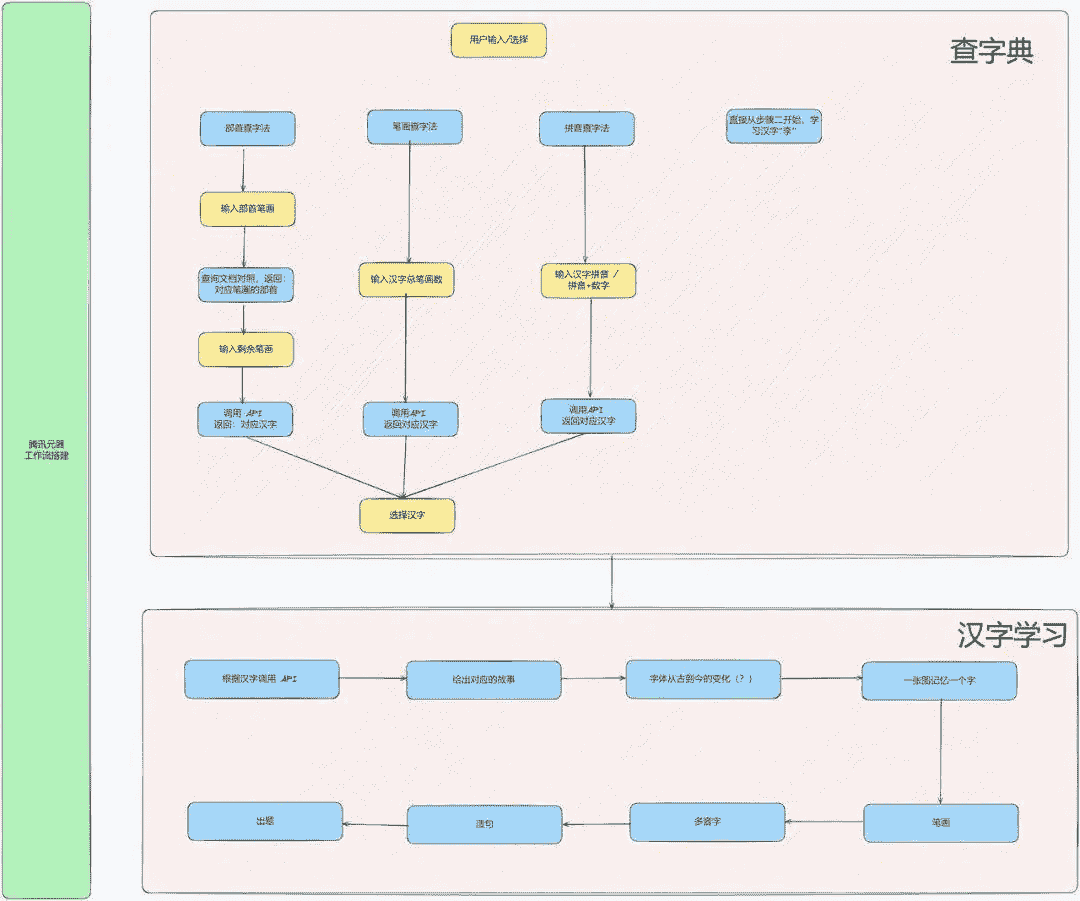 用户输入/选择
查字典
部首查字法
笔画查字法
拼音查字法
直接从步骤二开始，学
习汉字“李”
输入部首笔画
查询文档对照，返回：
对应笔画的部首
输入汉字总笔画数
输入汉字拼音 /
拼音+数字
输入剩余笔画
调用 API
返回：对应汉字
调用API
返回对应汉字
调用API
返回对应汉字
腾讯元器
工作流搭建
选择汉字
汉字学习
根据汉字调用 API
给出对应的故事
字体从古到今的变化（？）
一张图记忆一个字
出题
造句
多音字
笔画